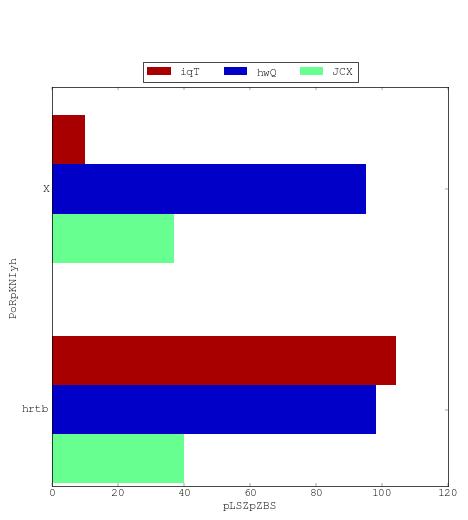 iqT hwQ JCX
X
hrtb
PoRpKNIyh
0 20 40 60 80 100 120
pLSZpZBS